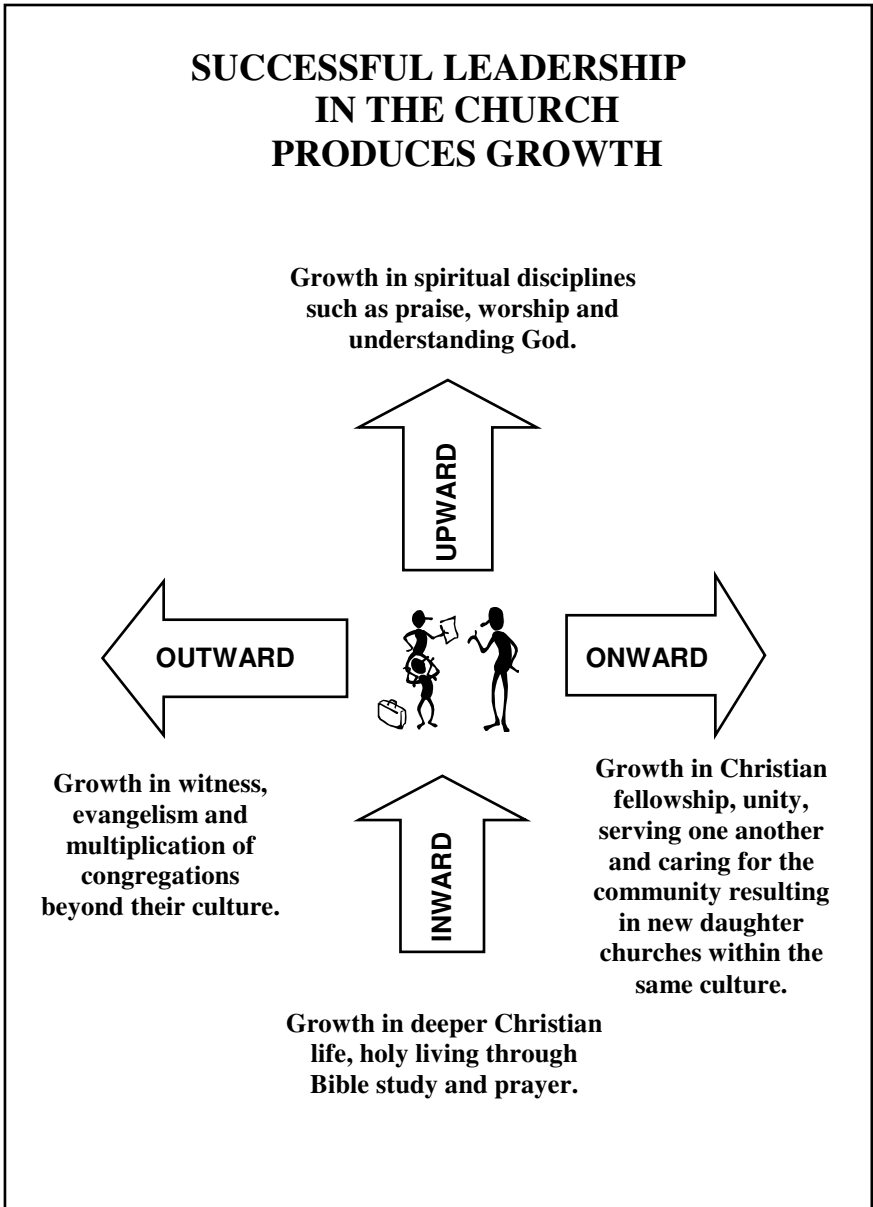 SUCCESSFUL LEADERSHIP
IN THE CHURCH
PRODUCES GROWTH
Growth in spiritual disciplines
such as praise, worship and
understanding God.
UPWARD
OUTWARD
ONWARD
Growth in witness,
evangelism and
multiplication of
congregations
beyond their culture.
Growth in Christian
fellowship, unity,
serving one another
and caring for the
community resulting
in new daughter
churches within the
same culture.
INWARD
Growth in deeper Christian
life, holy living through
Bible study and prayer.